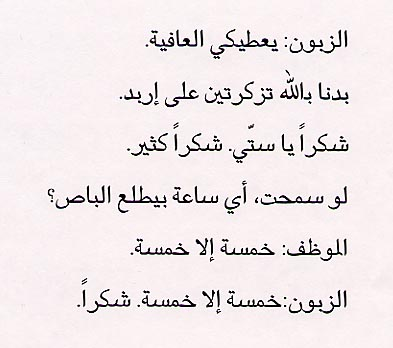 الزبون: يعطيكي العافية.
بدنا بالله تزكرتين على إربد.
شكراً يا ستّي. شكراً كثير.
لو سمحت، أي ساعة بيطلع الباص؟
الموظف: خمسة إلا خمسة.
الزبون:خمسة إلا خمسة. شكراً.